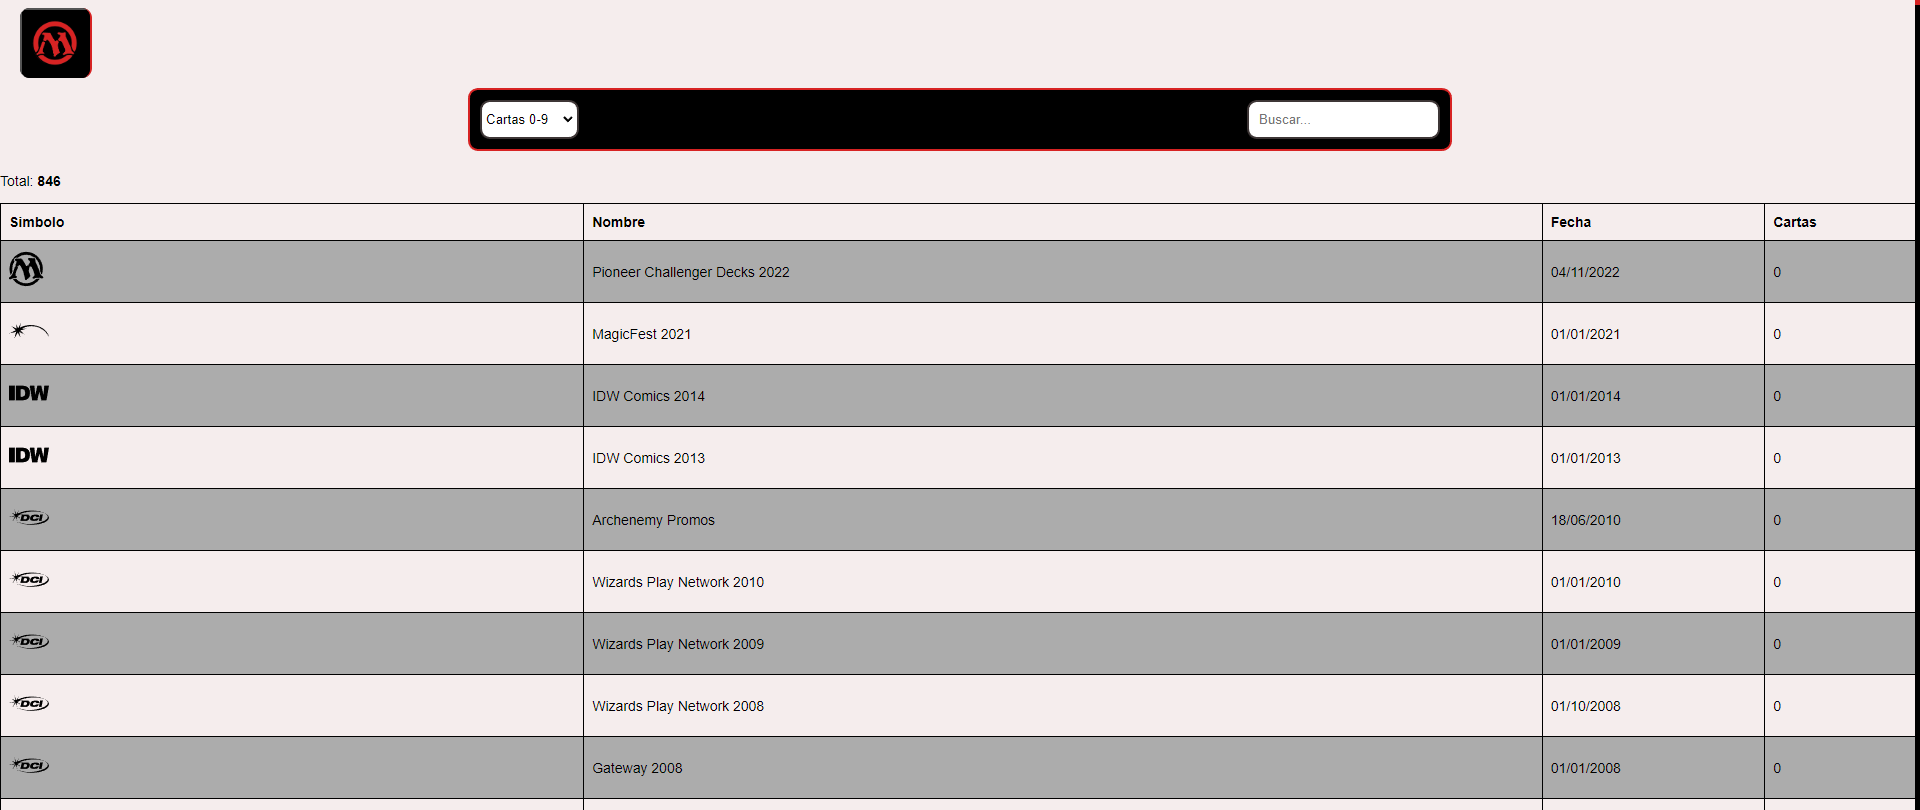 Cartas 0-9 Buscar...
Total: 846
Simbolo Nombre Fecha Cartas
Pioneer Challenger Decks 2022 04/11/2022 0
MagicFest 2021 01/01/2021 0
IDW IDW Comics 2014 01/01/2014 0
IDW IDW Comics 2013 01/01/2013 0
DCI Archenemy Promos 18/06/2010 0
DCI Wizards Play Network 2010 01/01/2010 0
DCI Wizards Play Network 2009 01/01/2009 0
DCI Wizards Play Network 2008 01/10/2008 0
DCI Gateway 2008 01/01/2008 0